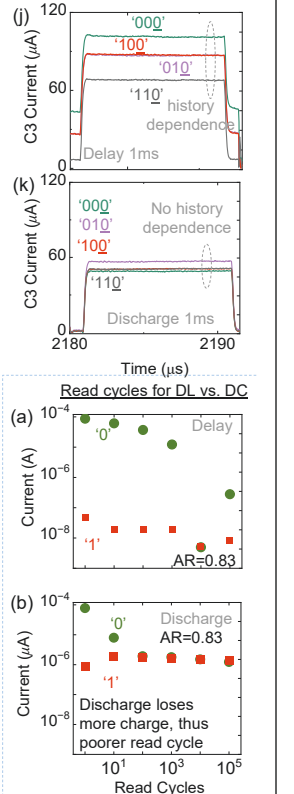 (j)
120
C3 Current (μA)
60
0
'000'
'100'
'010'
'110'
history
dependence
Delay 1ms
(k)
120
C3 Current (μA)
60
0
'000'
'010'
'100'
'110'
No history
dependence
Discharge 1ms
2180
2190
Time (μs)
Read cycles for DL vs. DC
(a)
10⁻⁴
10⁻⁶
10⁻⁸
Current (A)
'0'
Delay
'1'
AR=0.83
(b)
10⁻⁴
10⁻⁶
10⁻⁸
Current (μA)
'0'
Discharge
AR=0.83
'1'
Discharge loses
more charge, thus
poorer read cycle
10¹
10³
10⁵
Read Cycles